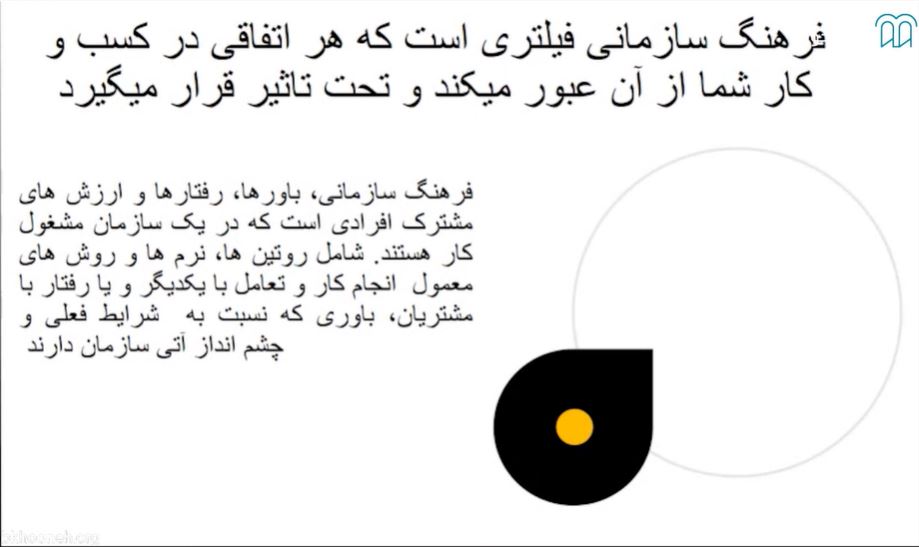 فرهنگ سازمانی فیلتری است که هر اتفاقی در کسب و
کار شما از آن عبور میکند و تحت تاثیر قرار میگیرد
فرهنگ سازمانی، باورها، رفتارها و ارزش های
مشترک افرادی است که در یک سازمان مشغول
کار هستند. شامل روتین ها، نرم ها و روش های
معمول انجام کار و تعامل با یکدیگر و یا رفتار با
مشتریان، باوری که نسبت به شرایط فعلی و
چشم انداز آتی سازمان دارند